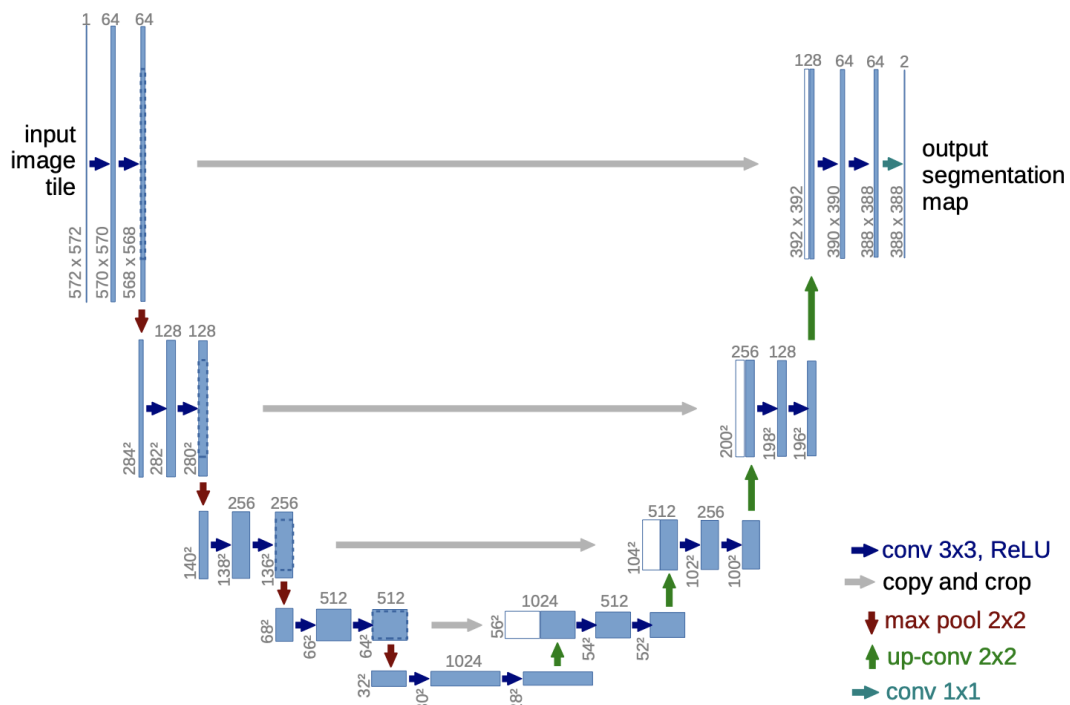 1 64 64
128 64 64 2
input
image
tile
output
segmentation
map
572 x 572
570 x 570
568 x 568
392 x 392
390 x 390
388 x 388
388 x 388
128 128
256 128
284²
282²
280²
200²
198²
196²
256 256
512 256
140²
138²
136²
104²
102²
100²
512 512
1024 512
68²
66²
64²
56²
54²
52²
1024
32²
conv 3x3, ReLU
copy and crop
max pool 2x2
up-conv 2x2
conv 1x1